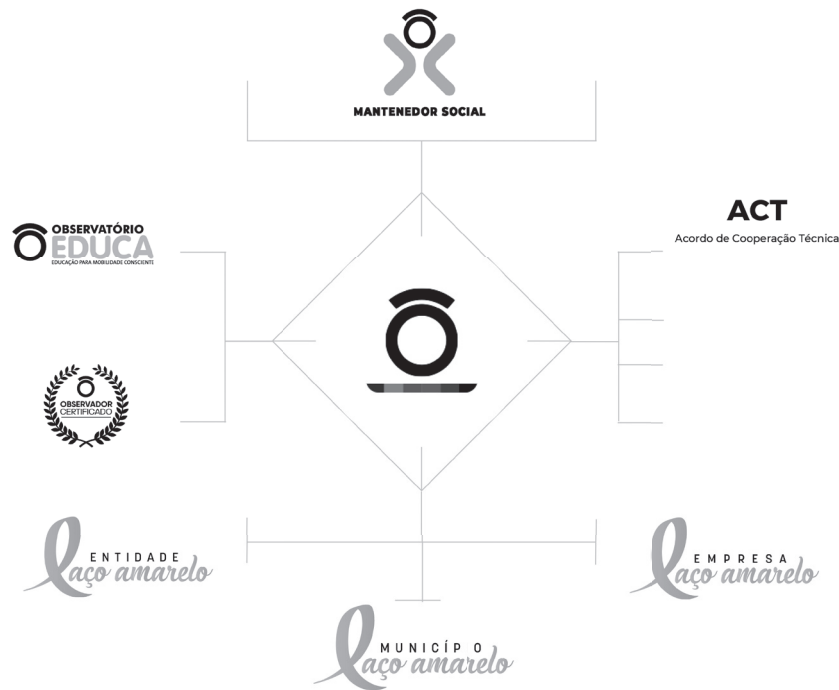 MANTENEDOR SOCIAL
OBSERVATÓRIO
EDUCA
EDUCAÇÃO PARA MOBILIDADE CONSCIENTE
ACT
Acordo de Cooperação Técnica
OBSERVADOR
CERTIFICADO
ENTIDADE
laço amarelo
EMPRESA
laço amarelo
MUNICÍP O
laço amarelo